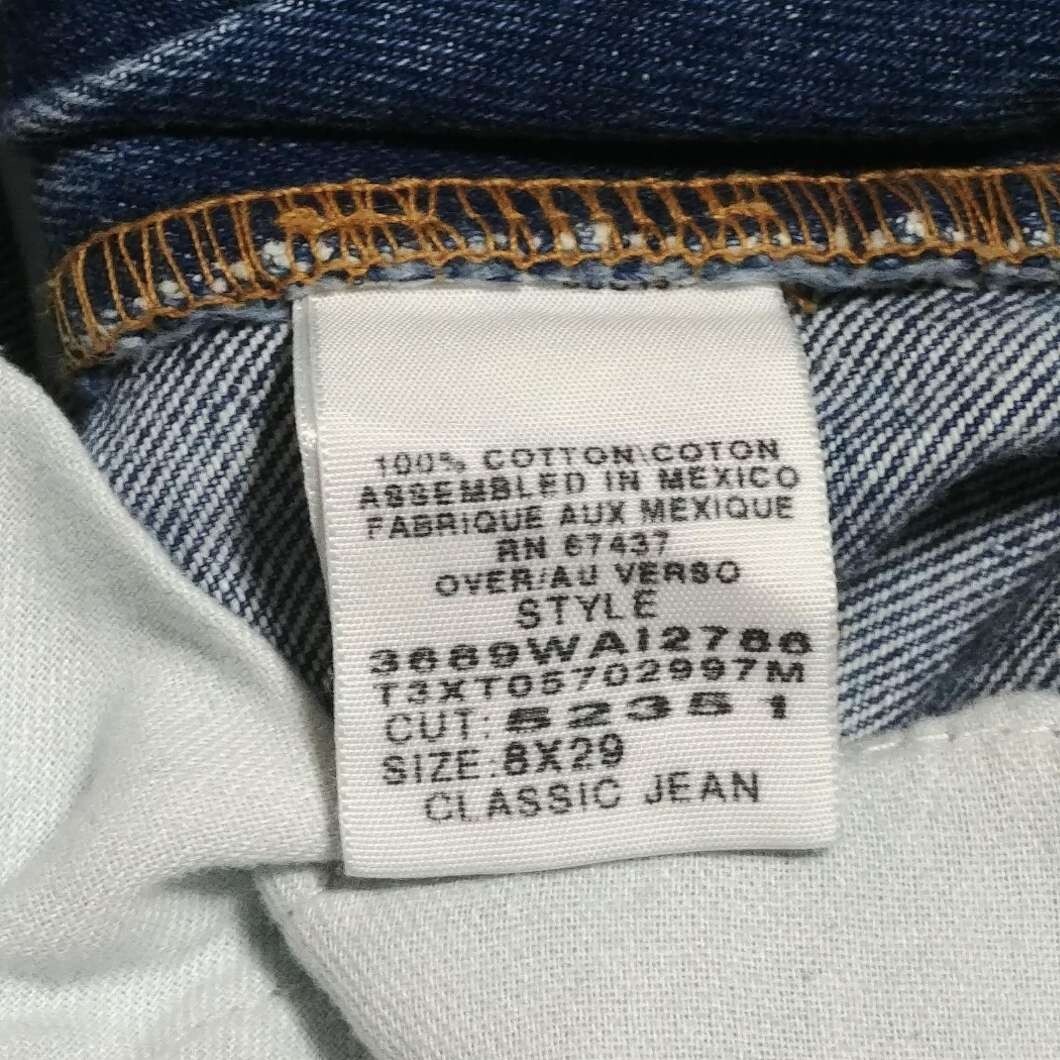 100% COTTON\COTON
ASSEMBLED IN MEXICO
FABRIQUE AUX MEXIQUE
RN 67437
OVER/AU VERSO
STYLE
3689WAI2786
T3XT05702997M
CUT: 52351
SIZE:8X29
CLASSIC JEAN